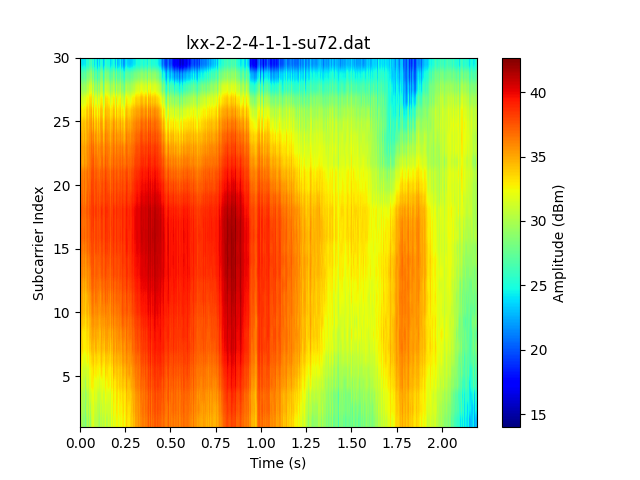 lxx-2-2-4-1-1-su72.dat
30
25
20
15
10
5
Subcarrier Index
0.00 0.25 0.50 0.75 1.00 1.25 1.50 1.75 2.00
Time (s)
40
35
30
25
20
15
Amplitude (dBm)